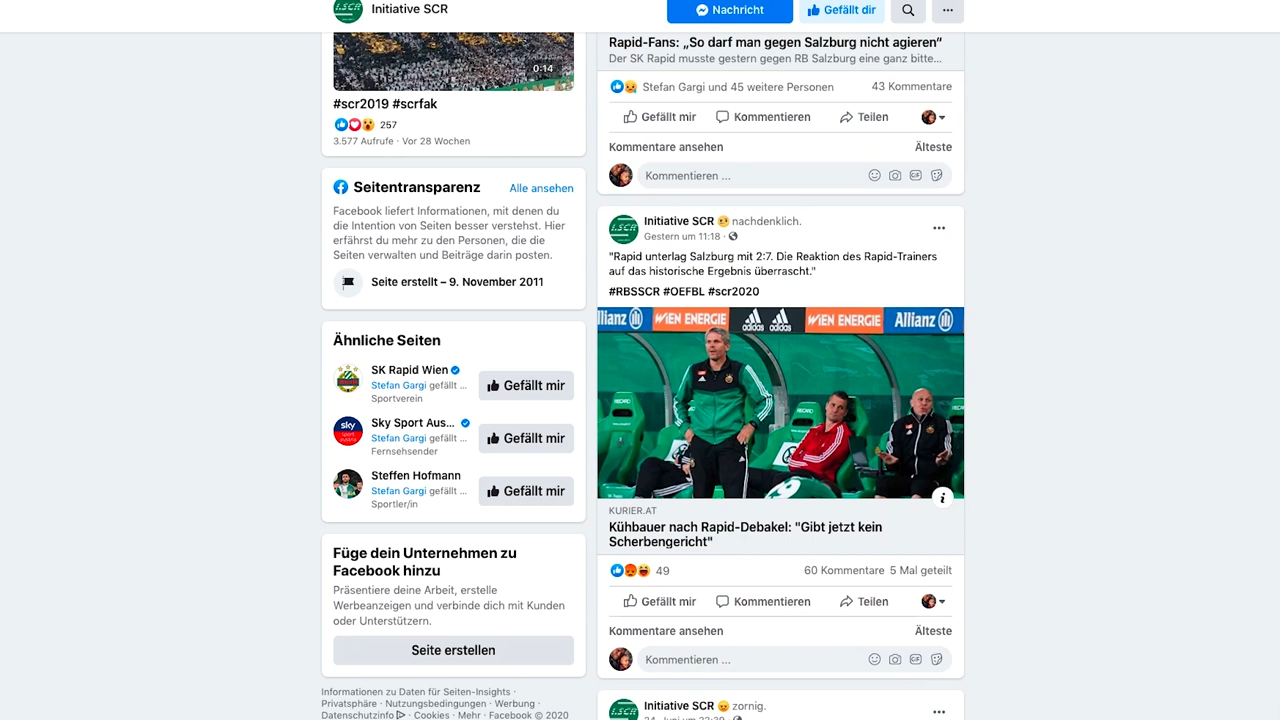 Initiative SCR
Nachricht
Gefällt dir
0:14
#scr2019 #scrfak
257
3.577 Aufrufe · Vor 28 Wochen
Seitentransparenz
Alle ansehen
Facebook liefert Informationen, mit denen du
die Intention von Seiten besser verstehst. Hier
erfährst du mehr zu den Personen, die die
Seiten verwalten und Beiträge darin posten.
Seite erstellt – 9. November 2011
Ähnliche Seiten
SK Rapid Wien
Stefan Gargi gefällt ...
Sportverein
Gefällt mir
sky
sport
Sky Sport Aus...
Stefan Gargi gefällt ...
Fernsehsender
Gefällt mir
Steffen Hofmann
Stefan Gargi gefällt ...
Sportler/in
Gefällt mir
Füge dein Unternehmen zu
Facebook hinzu
Präsentiere deine Arbeit, erstelle
Werbeanzeigen und verbinde dich mit Kunden
oder Unterstützern.
Seite erstellen
Informationen zu Daten für Seiten-Insights ·
Privatsphäre · Nutzungsbedingungen · Werbung ·
Datenschutzinfo · Cookies · Mehr · Facebook © 2020
Rapid-Fans: „So darf man gegen Salzburg nicht agieren“
Der SK Rapid musste gestern gegen RB Salzburg eine ganz bitte...
Stefan Gargi und 45 weitere Personen
43 Kommentare
Gefällt mir
Kommentieren
Teilen
Kommentare ansehen
Älteste
Kommentieren ...
I.SCR
Initiative SCR nachdenklich.
Gestern um 11:18 ·
"Rapid unterlag Salzburg mit 2:7. Die Reaktion des Rapid-Trainers
auf das historische Ergebnis überrascht."
#RBSSCR #OEFBL #scr2020
llianz WIEN ENERGIE adidas adidas WIEN ENERGIE Allianz
KURIER.AT
Kühbauer nach Rapid-Debakel: "Gibt jetzt kein
Scherbengericht"
49
60 Kommentare 5 Mal geteilt
Gefällt mir
Kommentieren
Teilen
Kommentare ansehen
Älteste
Kommentieren ...
I.SCR
Initiative SCR zornig.